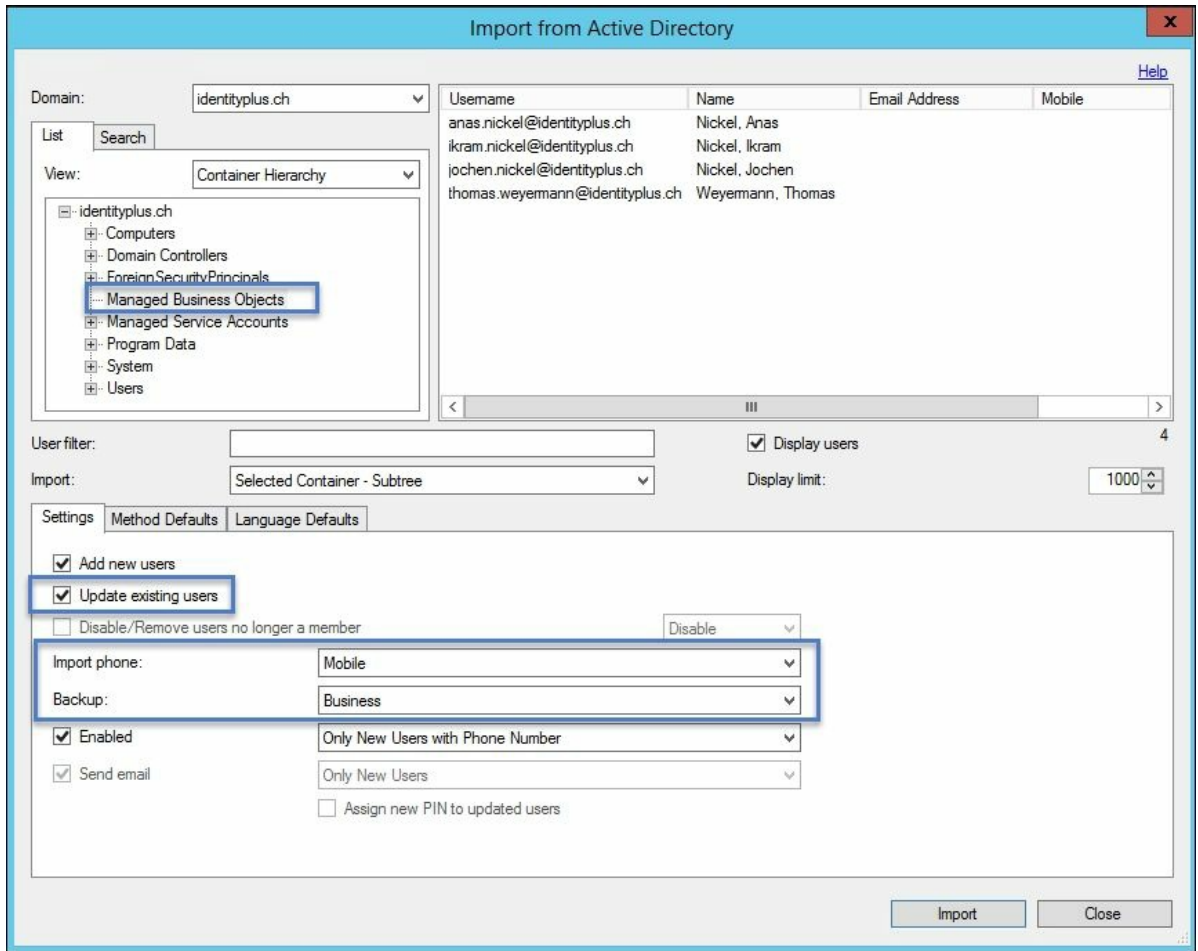 Import from Active Directory
x
Help
Domain:
identityplus.ch
List
Search
View:
Container Hierarchy
identityplus.ch
Computers
Domain Controllers
ForeignSecurityPrincipals
Managed Business Objects
Managed Service Accounts
Program Data
System
Users
Username Name Email Address Mobile
anas.nickel@identityplus.ch Nickel, Anas
ikram.nickel@identityplus.ch Nickel, Ikram
jochen.nickel@identityplus.ch Nickel, Jochen
thomas.weyermann@identityplus.ch Weyermann, Thomas
User filter:
Display users
4
Import:
Selected Container - Subtree
Display limit:
1000
Settings
Method Defaults
Language Defaults
Add new users
Update existing users
Disable/Remove users no longer a member
Disable
Import phone:
Mobile
Backup:
Business
Enabled
Only New Users with Phone Number
Send email
Only New Users
Assign new PIN to updated users
Import
Close